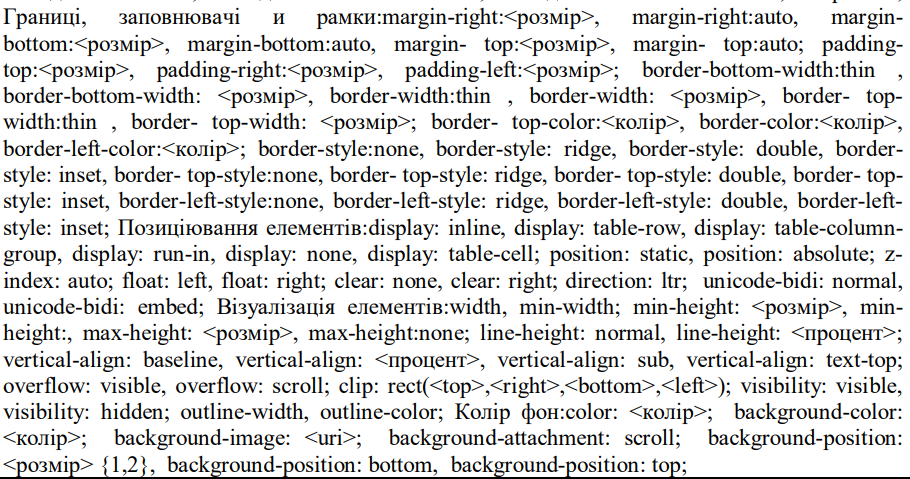 Границі, заповнювачі и рамки:margin-right:<розмір>, margin-right:auto, margin-
bottom:<розмір>, margin-bottom:auto, margin- top:<розмір>, margin- top:auto; padding-
top:<розмір>, padding-right:<розмір>, padding-left:<розмір>; border-bottom-width:thin ,
border-bottom-width: <розмір>, border-width:thin , border-width: <розмір>, border- top-
width:thin , border- top-width: <розмір>; border- top-color:<колір>, border-color:<колір>,
border-left-color:<колір>; border-style:none, border-style: ridge, border-style: double, border-
style: inset, border- top-style:none, border- top-style: ridge, border- top-style: double, border- top-
style: inset, border-left-style:none, border-left-style: ridge, border-left-style: double, border-left-
style: inset; Позиціювання елементів:display: inline, display: table-row, display: table-column-
group, display: run-in, display: none, display: table-cell; position: static, position: absolute; z-
index: auto; float: left, float: right; clear: none, clear: right; direction: ltr; unicode-bidi: normal,
unicode-bidi: embed; Візуалізація елементів:width, min-width; min-height: <розмір>, min-
height:, max-height: <розмір>, max-height:none; line-height: normal, line-height: <процент>;
vertical-align: baseline, vertical-align: <процент>, vertical-align: sub, vertical-align: text-top;
overflow: visible, overflow: scroll; clip: rect(<top>,<right>,<bottom>,<left>); visibility: visible,
visibility: hidden; outline-width, outline-color; Колір фон:color: <колір>; background-color:
<колір>; background-image: <uri>; background-attachment: scroll; background-position:
<розмір> {1,2}, background-position: bottom, background-position: top;